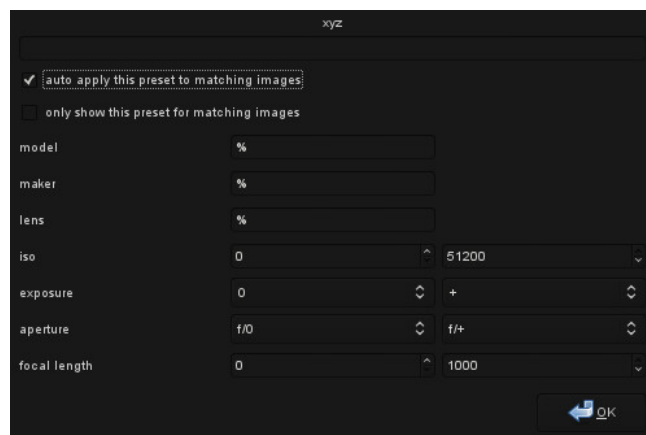 xyz
auto apply this preset to matching images
only show this preset for matching images
model %
maker %
lens %
iso 0 51200
exposure 0 +
aperture f/0 f/+
focal length 0 1000
OK